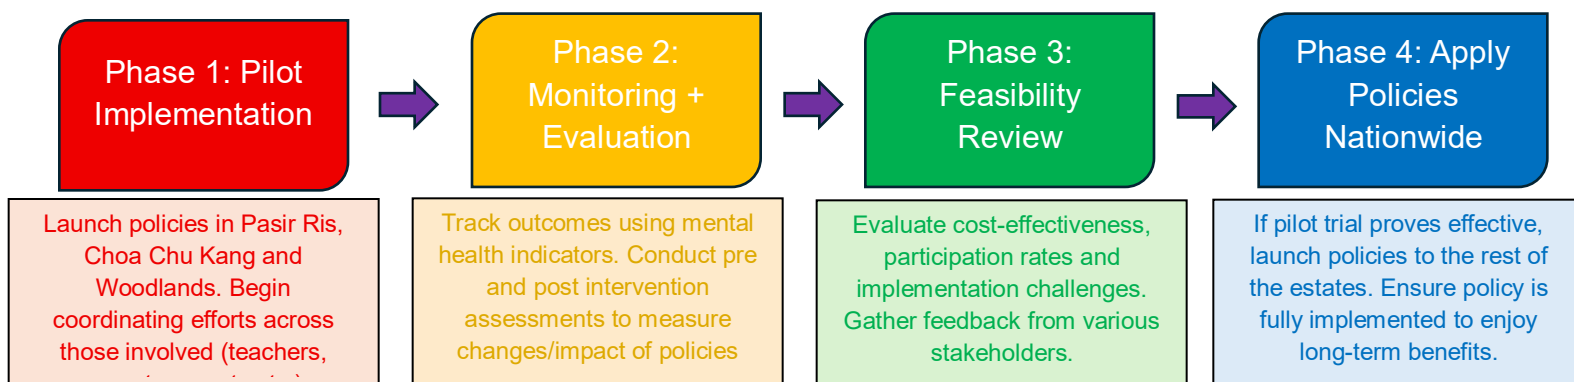 Phase 1: Pilot
Implementation
Phase 2:
Monitoring +
Evaluation
Phase 3:
Feasibility
Review
Phase 4: Apply
Policies
Nationwide
Launch policies in Pasir Ris,
Choa Chu Kang and
Woodlands. Begin
coordinating efforts across
those involved (teachers,
Track outcomes using mental
health indicators. Conduct pre
and post intervention
assessments to measure
changes/impact of policies
Evaluate cost-effectiveness,
participation rates and
implementation challenges.
Gather feedback from various
stakeholders.
If pilot trial proves effective,
launch policies to the rest of
the estates. Ensure policy is
fully implemented to enjoy
long-term benefits.